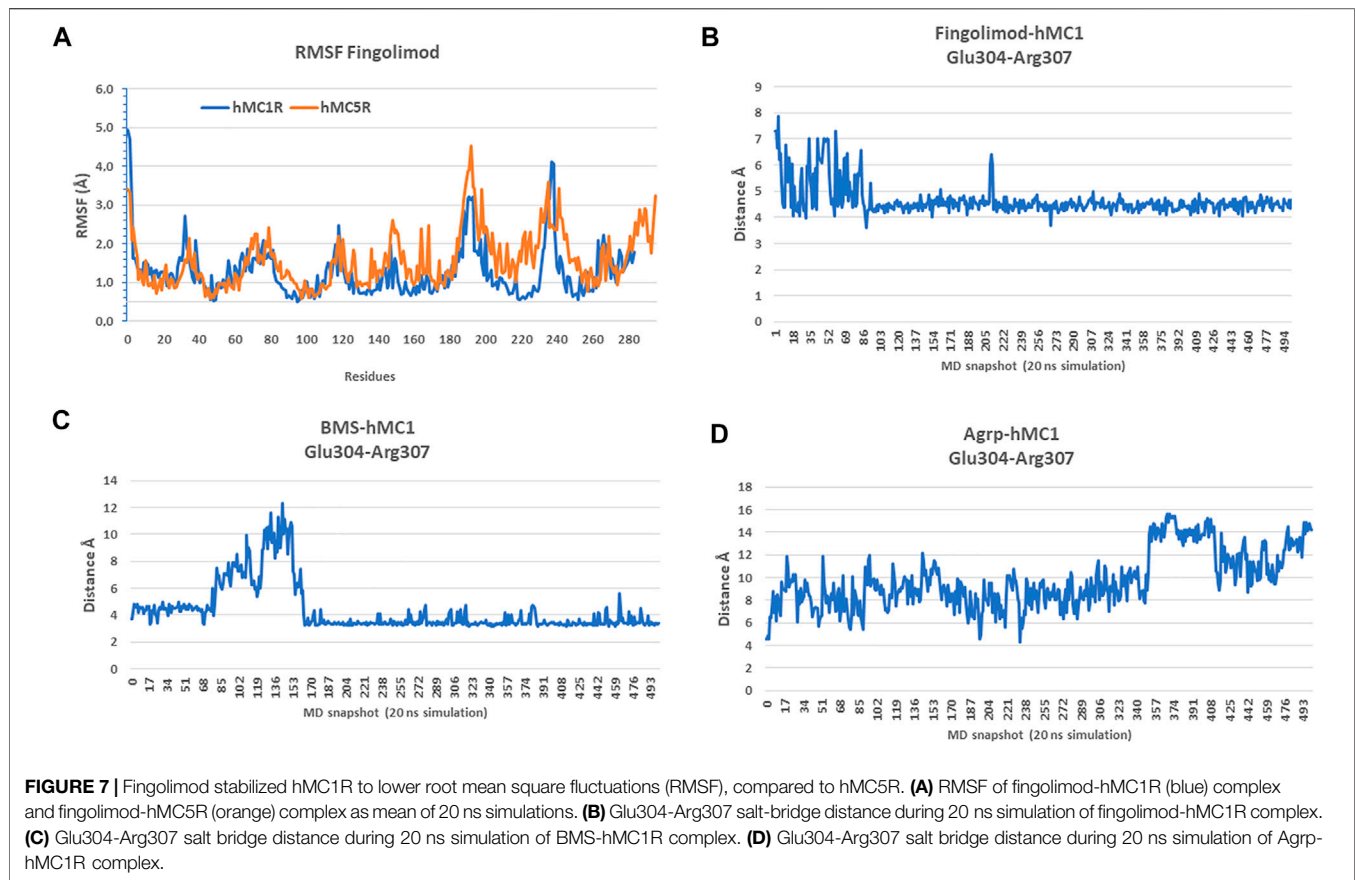 A
RMSF Fingolimod
hMC1R hMC5R
6.0
5.0
4.0
3.0
2.0
1.0
0.0
RMSF (Å)
0 20 40 60 80 100 120 140 160 180 200 220 240 260 280
Residues
B
Fingolimod-hMC1
Glu304-Arg307
9
8
7
6
5
4
3
2
1
0
Distance Å
1 18 35 52 69 86 103 120 137 154 171 188 205 222 239 256 273 290 307 324 341 358 375 392 409 426 443 460 477 494
MD snapshot (20 ns simulation)
C
BMS-hMC1
Glu304-Arg307
14
12
10
8
6
4
2
0
Distance Å
0 17 34 51 68 85 102 119 136 153 170 187 204 221 238 255 272 289 306 323 340 357 374 391 408 425 442 459 476 493
MD snapshot (20 ns simulation)
D
Agrp-hMC1
Glu304-Arg307
18
16
14
12
10
8
6
4
2
0
Distance Å
0 17 34 51 68 85 102 119 136 153 170 187 204 221 238 255 272 289 306 323 340 357 374 391 408 425 442 459 476 493
MD snapshot (20 ns simulation)
FIGURE 7 | Fingolimod stabilized hMC1R to lower root mean square fluctuations (RMSF), compared to hMC5R. (A) RMSF of fingolimod-hMC1R (blue) complex
and fingolimod-hMC5R (orange) complex as mean of 20 ns simulations. (B) Glu304-Arg307 salt-bridge distance during 20 ns simulation of fingolimod-hMC1R complex.
(C) Glu304-Arg307 salt bridge distance during 20 ns simulation of BMS-hMC1R complex. (D) Glu304-Arg307 salt bridge distance during 20 ns simulation of Agrp-
hMC1R complex.